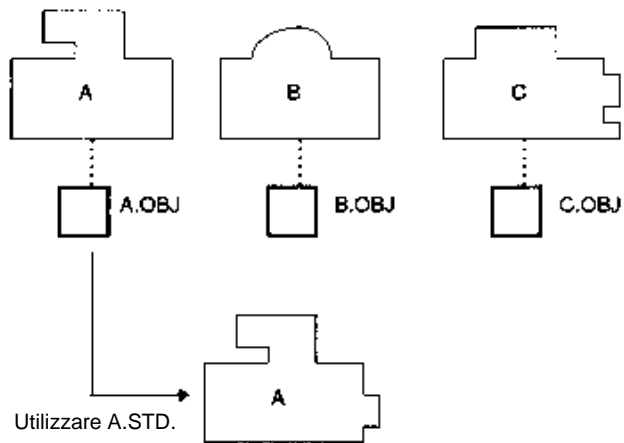 A
B
C
A.OBJ
B.OBJ
C.OBJ
A
Utilizzare A.STD.